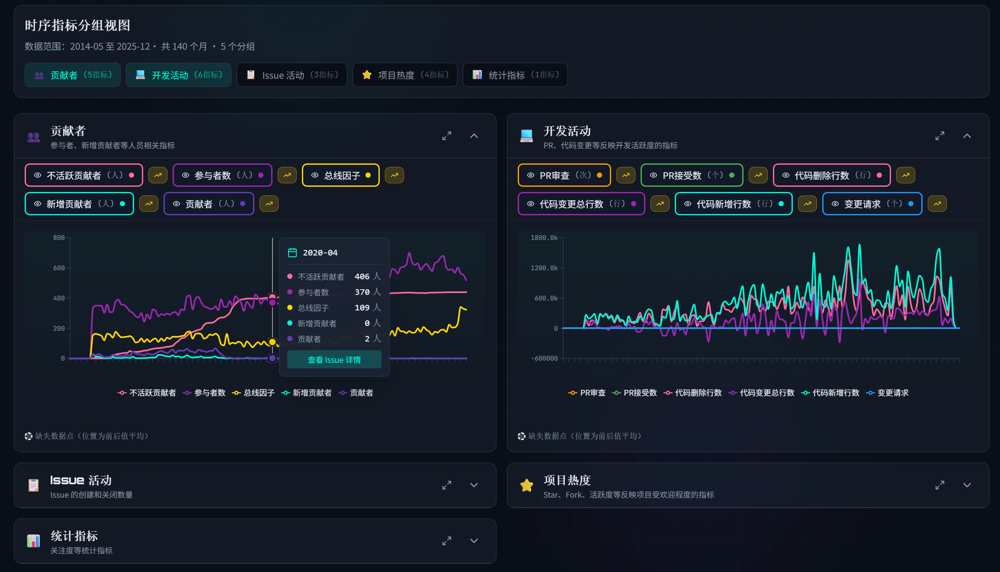 时序指标分组视图
数据范围：2014-05 至 2025-12 • 共 140 个月 • 5 个分组
贡献者（5指标） 开发活动（6指标） Issue 活动（3指标） 项目热度（4指标） 统计指标（1指标）
贡献者
参与者、新增贡献者等人员相关指标
不活跃贡献者（人） 参与者数（人） 总线因子
新增贡献者（人） 贡献者（人）
800
600
400
200
0
2020-04
不活跃贡献者 406 人
参与者数 370 人
总线因子 109 人
新增贡献者 0 人
贡献者 2 人
查看 Issue 详情
不活跃贡献者 参与者数 总线因子 新增贡献者 贡献者
缺失数据点（位置为前后值平均）
开发活动
PR、代码变更等反映开发活跃度的指标
PR审查（次） PR接受数（个） 代码删除行数（行）
代码变更总行数（行） 代码新增行数（行） 变更请求（个）
1800.0k
1200.0k
600.0k
0
-600000
PR审查 PR接受数 代码删除行数 代码变更总行数 代码新增行数 变更请求
缺失数据点（位置为前后值平均）
Issue 活动
Issue 的创建和关闭数量
项目热度
Star、Fork、活跃度等反映项目受欢迎程度的指标
统计指标
关注度等统计指标